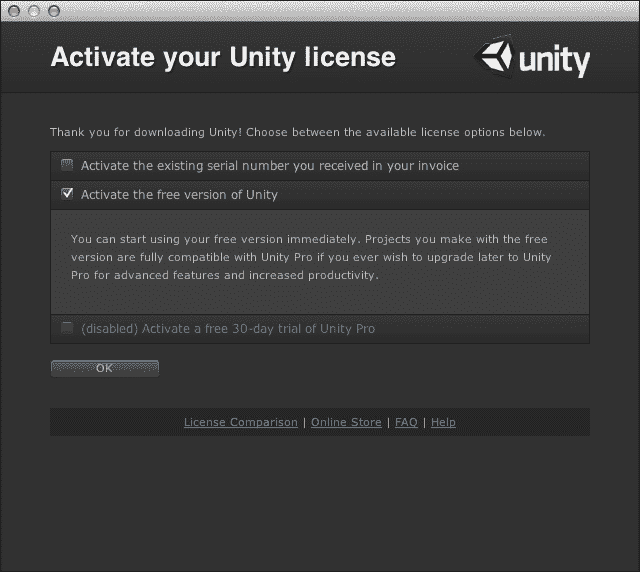 Activate your Unity license
unity
Thank you for downloading Unity! Choose between the available license options below.
Activate the existing serial number you received in your invoice
Activate the free version of Unity
You can start using your free version immediately. Projects you make with the free
version are fully compatible with Unity Pro if you ever wish to upgrade later to Unity
Pro for advanced features and increased productivity.
(disabled) Activate a free 30-day trial of Unity Pro
OK
License Comparison | Online Store | FAQ | Help